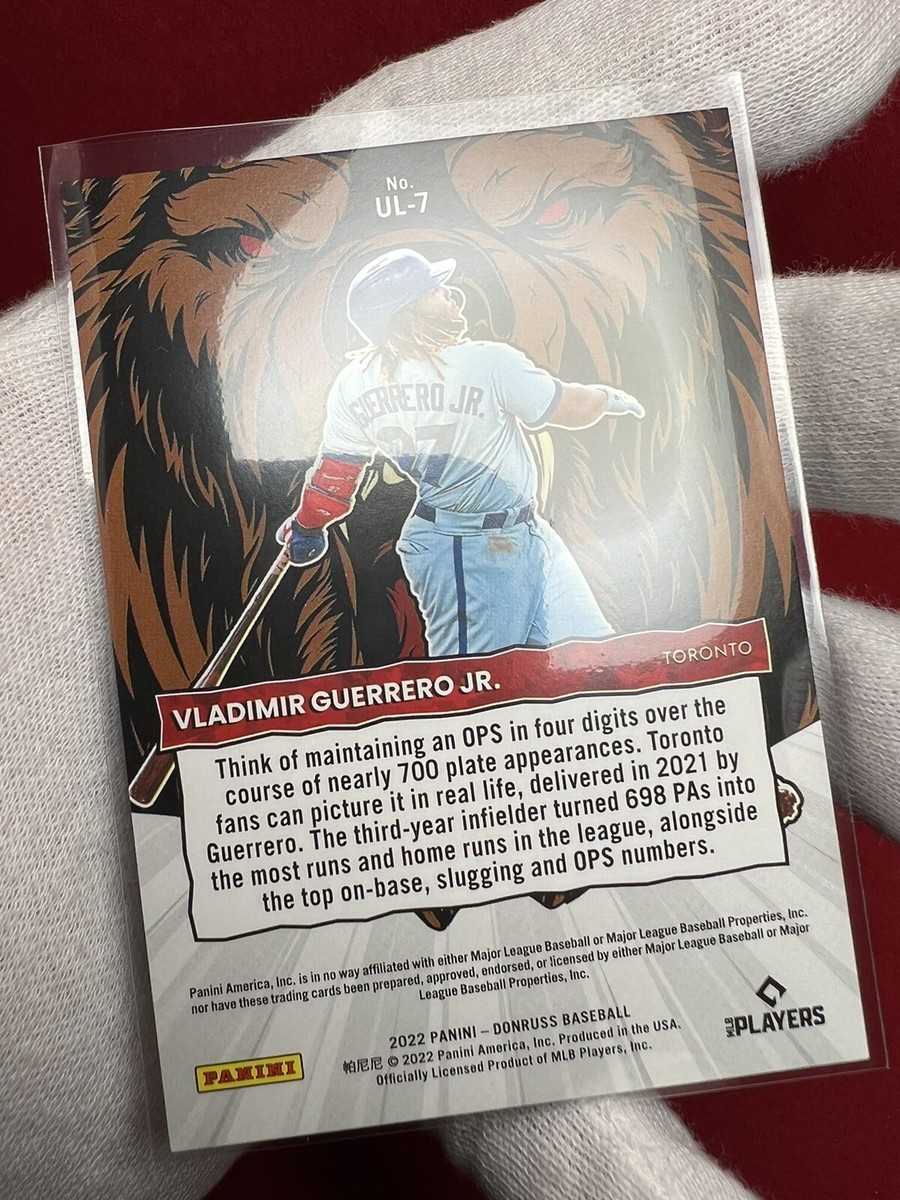 No.
UL-7
GUERRERO JR.
27
VLADIMIR GUERRERO JR.
TORONTO
Think of maintaining an OPS in four digits over the
course of nearly 700 plate appearances. Toronto
fans can picture it in real life, delivered in 2021 by
Guerrero. The third-year infielder turned 698 PAs into
the most runs and home runs in the league, alongside
the top on-base, slugging and OPS numbers.
Panini America, Inc. is in no way affiliated with either Major League Baseball or Major League Baseball Properties, Inc.
nor have these trading cards been prepared, approved, endorsed, or licensed by either Major League Baseball or Major
League Baseball Properties, Inc.
2022 PANINI – DONRUSS BASEBALL
帕尼尼 © 2022 Panini America, Inc. Produced in the USA.
Officially Licensed Product of MLB Players, Inc.
PANINI
MLB PLAYERS